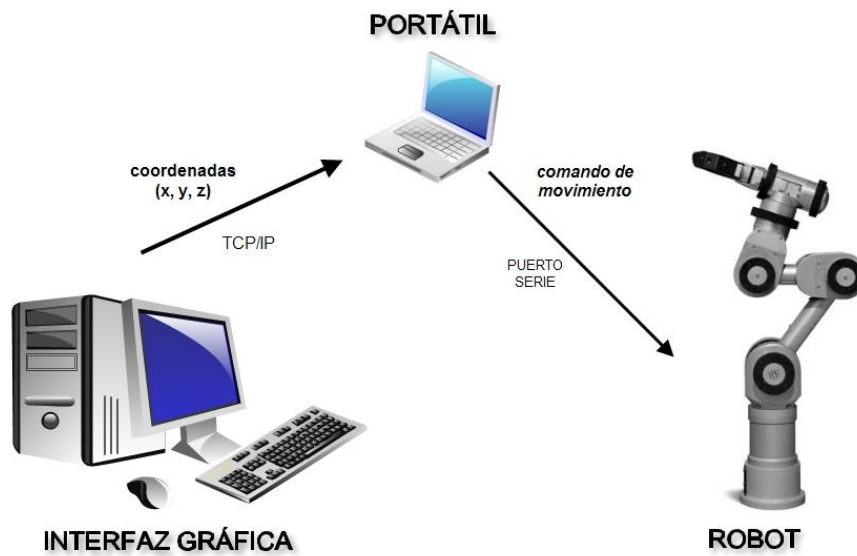 PORTÁTIL
coordenadas
(x, y, z)
TCP/IP
comando de
movimiento
PUERTO
SERIE
INTERFAZ GRÁFICA
ROBOT